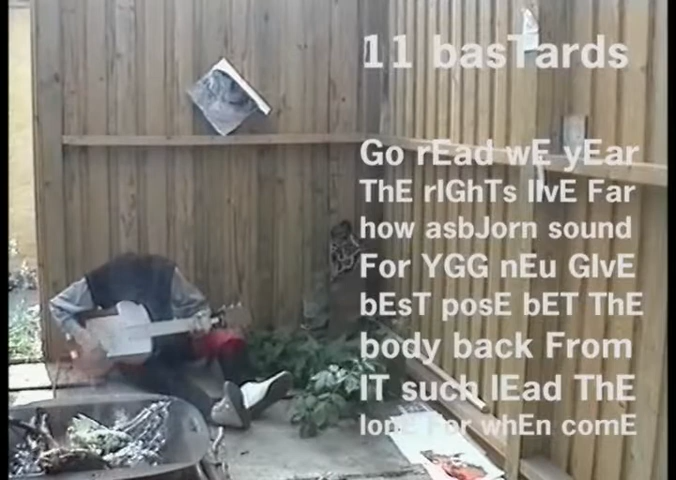 11 basTards
Go rEad wE yEar
ThE rIGhTs lIvE Far
how asbJorn sound
For YGG nEu GIvE
bEsT posE bET ThE
body back From
IT such lEad ThE
For whEn comE